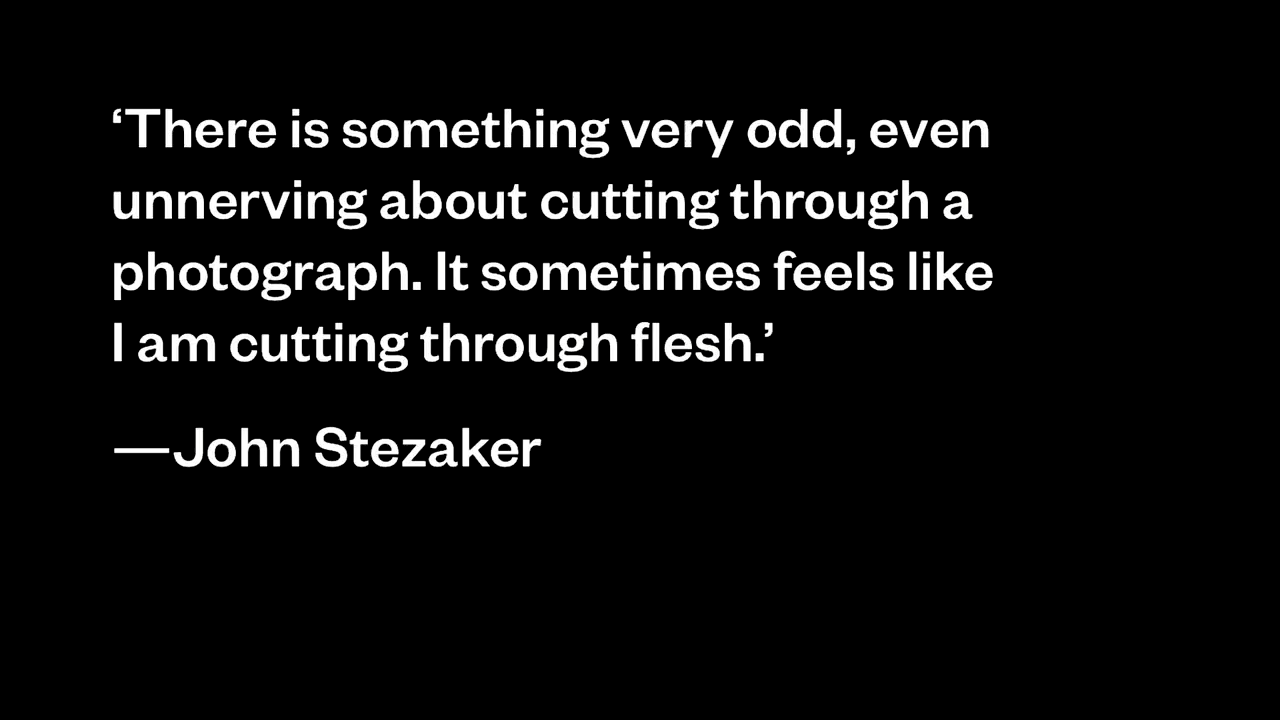 ‘There is something very odd, even
unnerving about cutting through a
photograph. It sometimes feels like
I am cutting through flesh.’
—John Stezaker